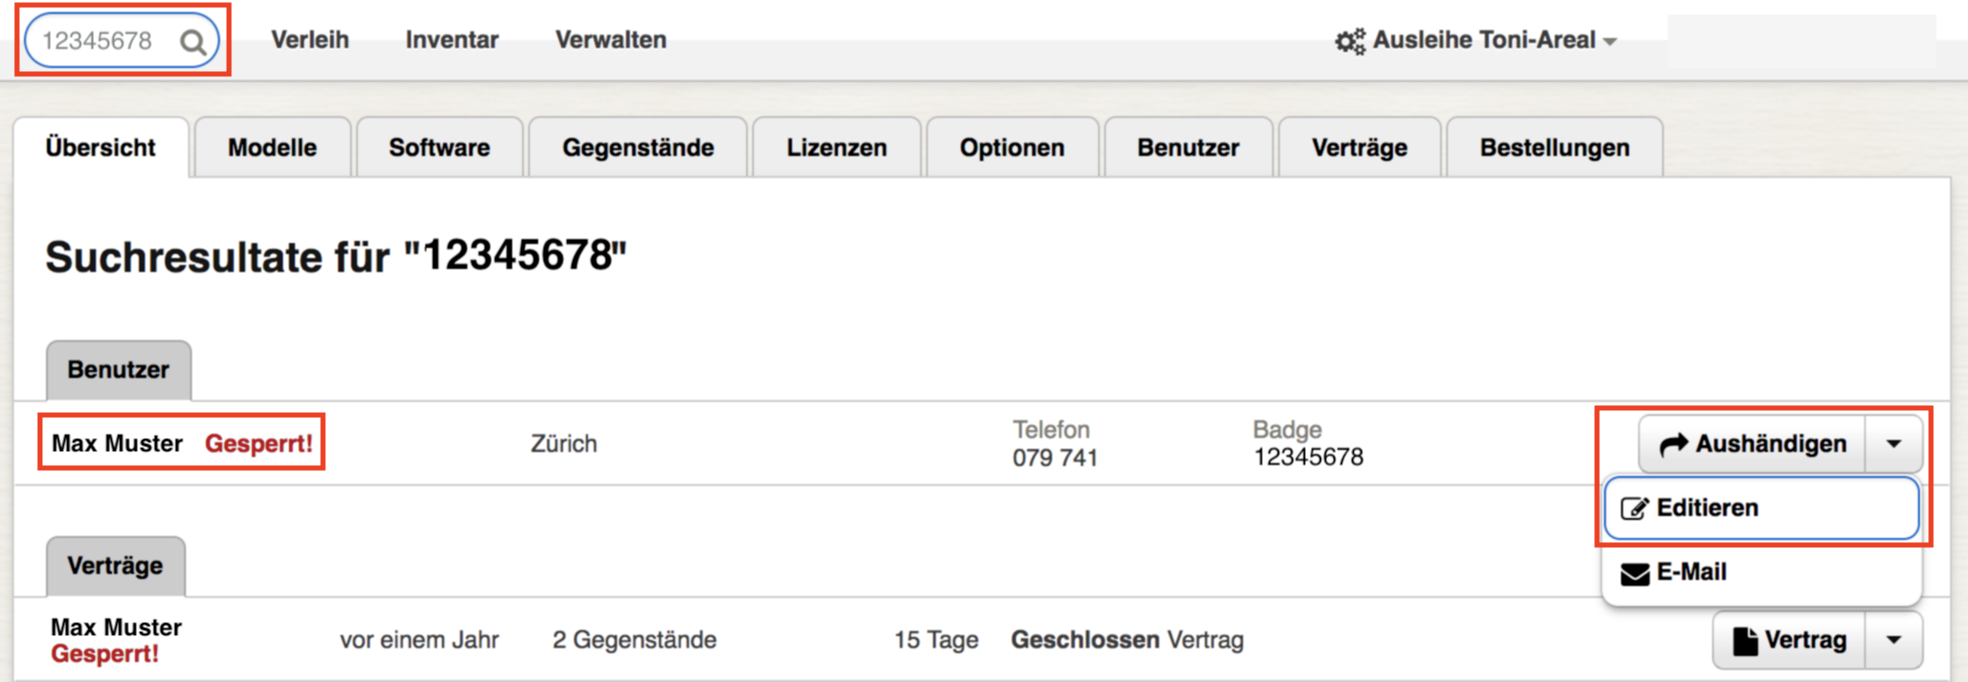 12345678 Verleih Inventar Verwalten Ausleihe Toni-Areal
Übersicht Modelle Software Gegenstände Lizenzen Optionen Benutzer Verträge Bestellungen
Suchresultate für "12345678"
Benutzer
Max Muster Gesperrt! Zürich Telefon Badge Aushändigen
079 741 12345678
Editieren
Verträge
E-Mail
Max Muster vor einem Jahr 2 Gegenstände 15 Tage Geschlossen Vertrag Vertrag
Gesperrt!